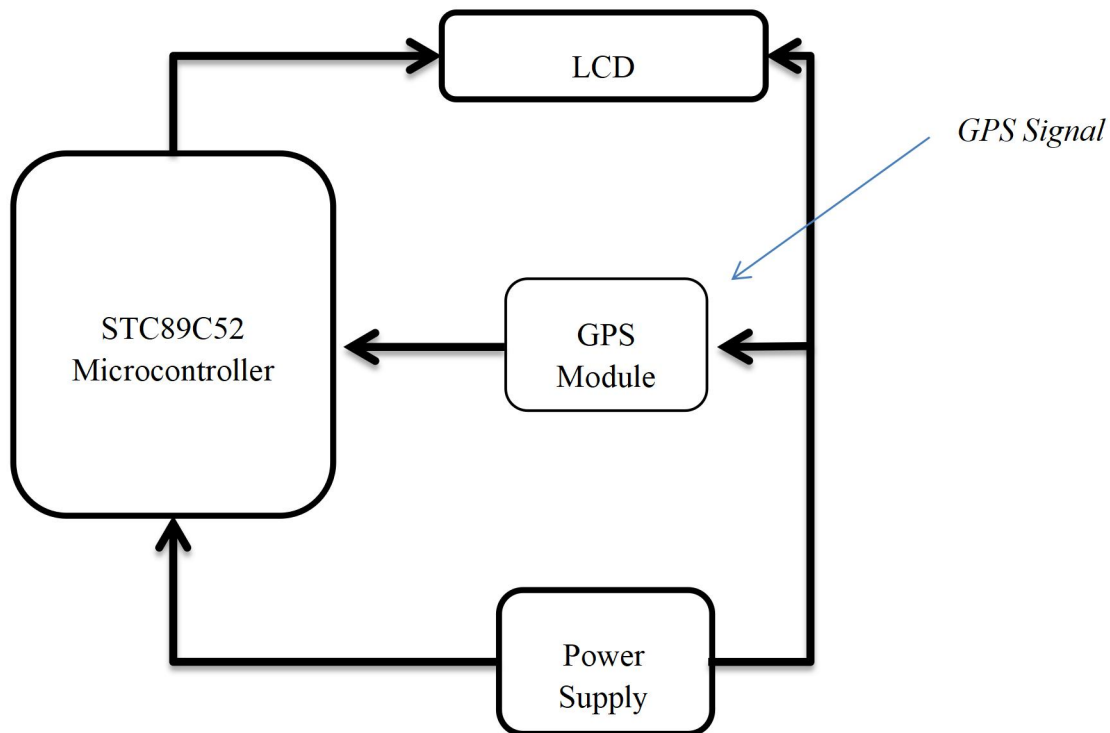 LCD
GPS Signal
STC89C52
Microcontroller
GPS
Module
Power
Supply